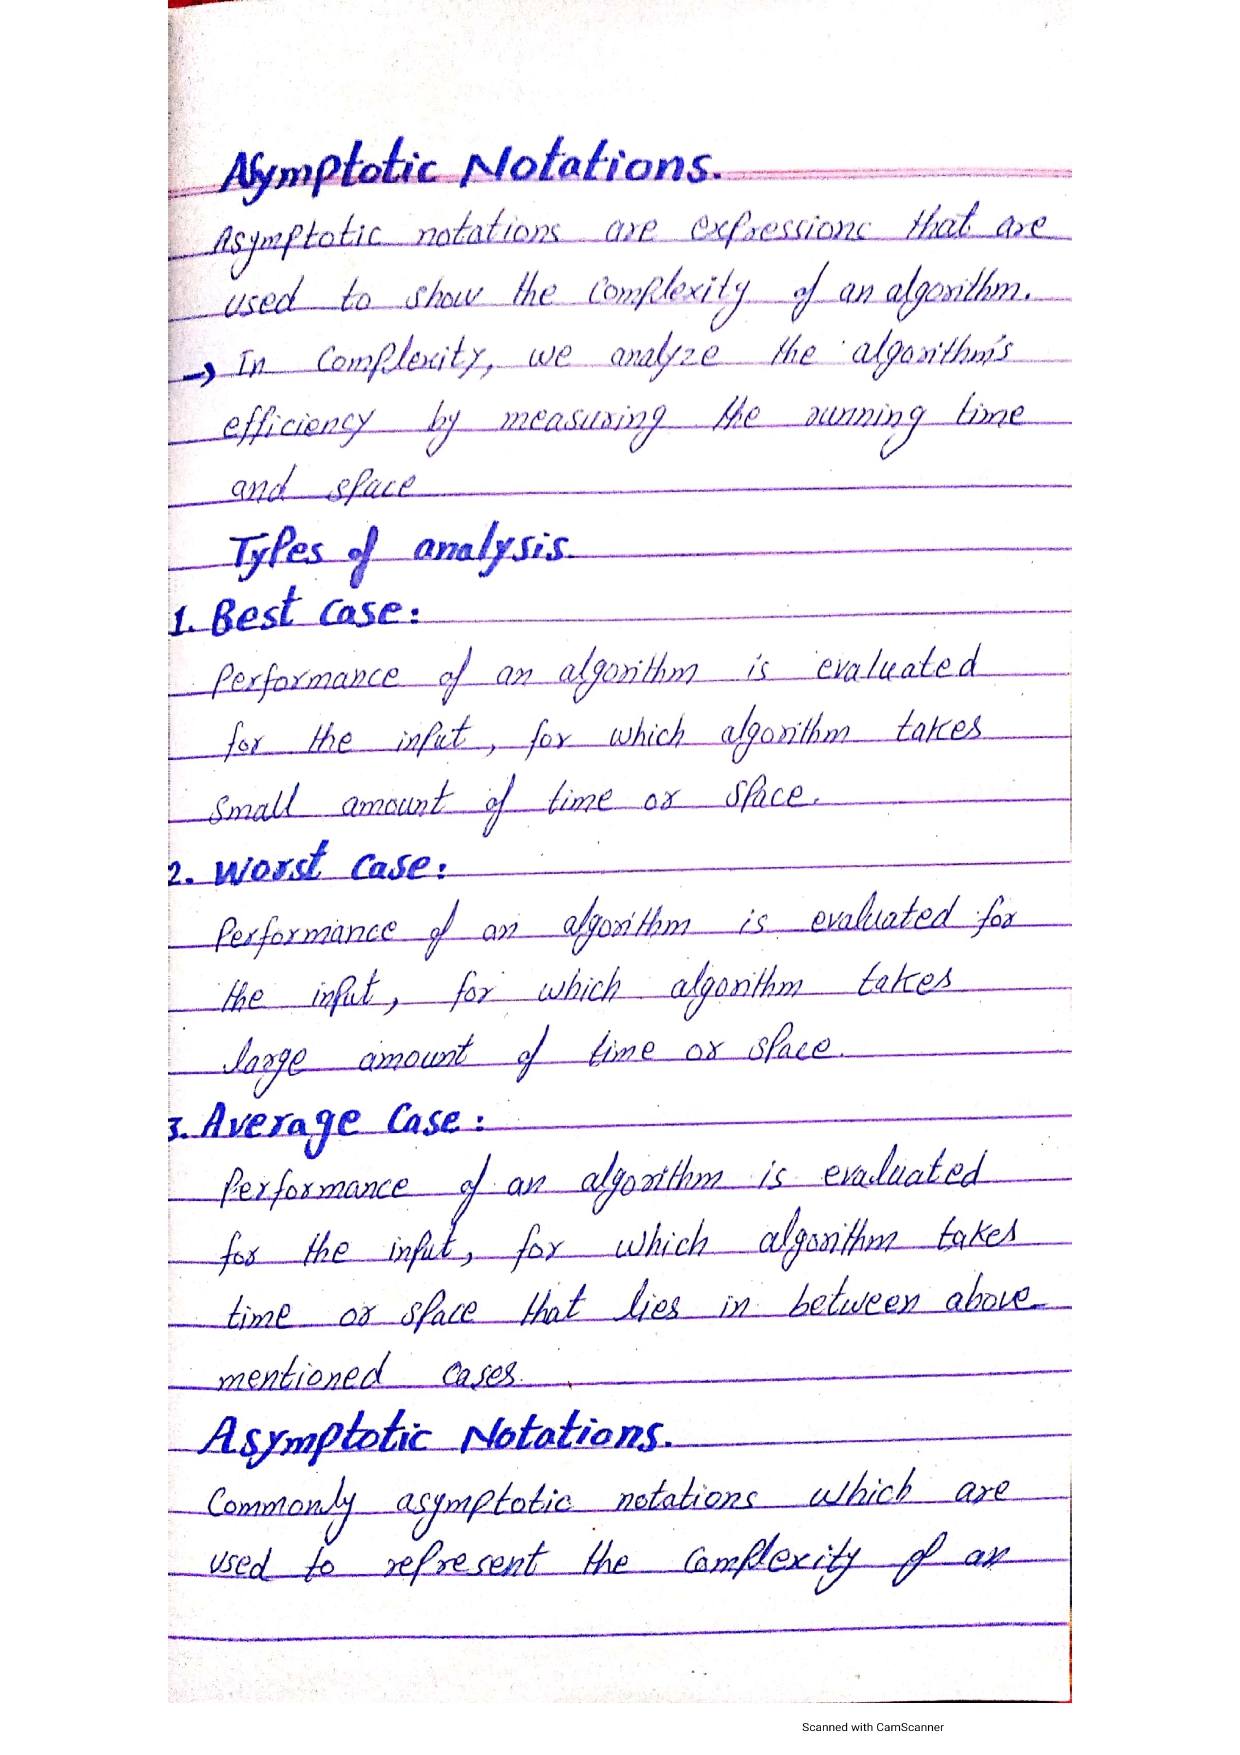 Asymptotic Notations.
Asymptotic notations are expressions that are
used to show the complexity of an algorithm.
→ In Complexity, we analyze the algorithm's
efficiency by measuring the running time
and space
Types of analysis.
1. Best Case:
Performance of an algorithm is evaluated
for the input, for which algorithm takes
small amount of time or space.
2. Worst Case:
Performance of an algorithm is evaluated for
the input, for which algorithm takes
large amount of time or space.
3. Average Case:
Performance of an algorithm is evaluated
for the input, for which algorithm takes
time or space that lies in between above
mentioned cases.
Asymptotic Notations.
Commonly asymptotic notations which are
used to represent the complexity of an
Scanned with CamScanner